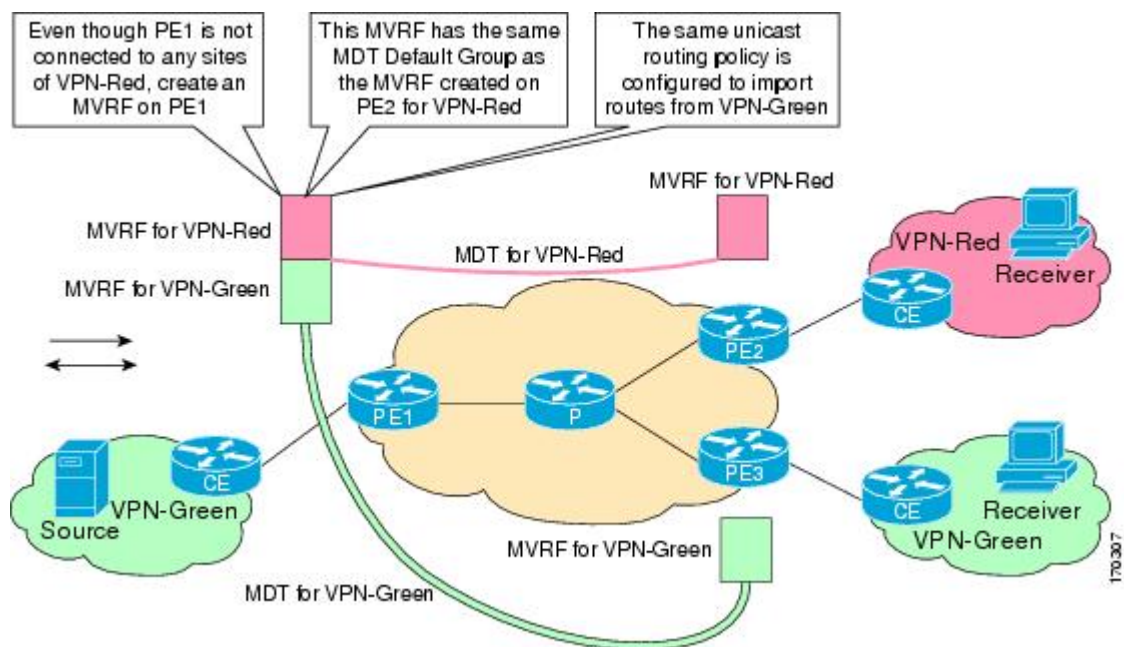 Even though PE1 is not
connected to any sites
of VPN-Red, create an
MVRF on PE1
This MVRF has the same
MDT Default Group as
the MVRF created on
PE2 for VPN-Red
The same unicast
routing policy is
configured to import
routes from VPN-Green
MVRF for VPN-Red
MVRF for VPN-Red
MDT for VPN-Red
MVRF for VPN-Green
VPN-Red
Receiver
CE
PE2
PE1
P
PE3
CE
VPN-Green
Source
CE
Receiver
VPN-Green
MVRF for VPN-Green
MDT for VPN-Green
170307